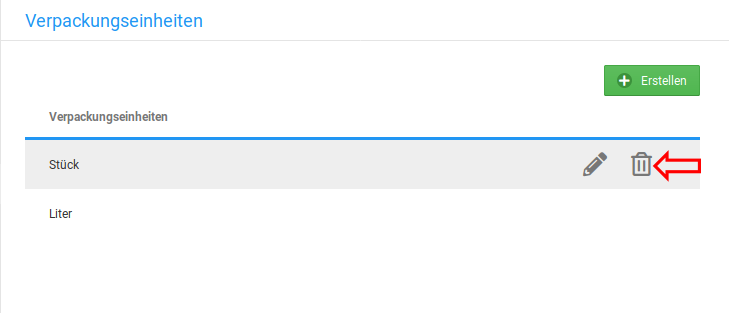 Verpackungseinheiten
Erstellen
Verpackungseinheiten
Stück
Liter